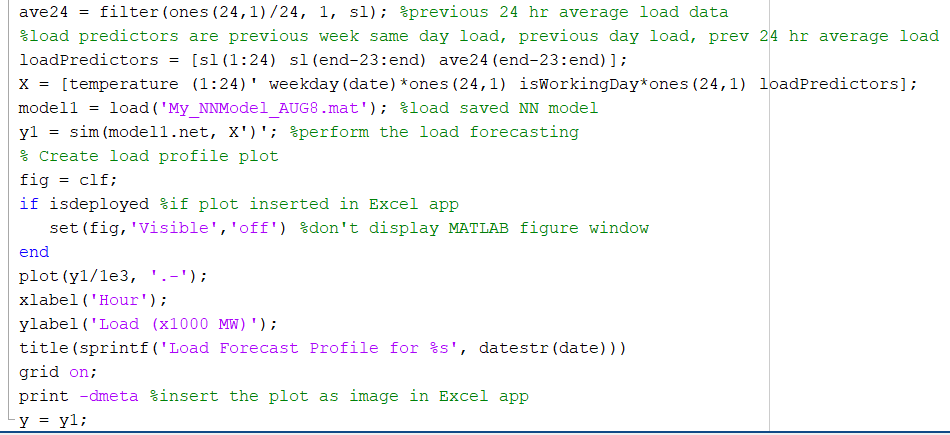 ave24 = filter(ones(24,1)/24, 1, sl); %previous 24 hr average load data
%load predictors are previous week same day load, previous day load, prev 24 hr average load
loadPredictors = [sl(1:24) sl(end-23:end) ave24(end-23:end)];
X = [temperature (1:24)' weekday(date)*ones(24,1) isWorkingDay*ones(24,1) loadPredictors];
model1 = load('My_NNModel_AUG8.mat'); %load saved NN model
y1 = sim(model1.net, X')'; %perform the load forecasting
% Create load profile plot
fig = clf;
if isdeployed %if plot inserted in Excel app
   set(fig,'Visible','off') %don't display MATLAB figure window
end
plot(y1/1e3, '.-');
xlabel('Hour');
ylabel('Load (x1000 MW)');
title(sprintf('Load Forecast Profile for %s', datestr(date)))
grid on;
print -dmeta %insert the plot as image in Excel app
y = y1;